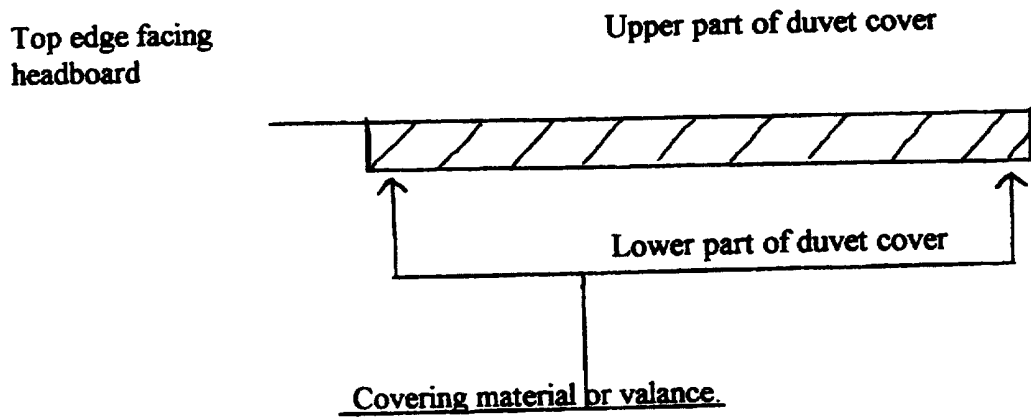 Top edge facing
headboard
Upper part of duvet cover
Lower part of duvet cover
Covering material or valance.